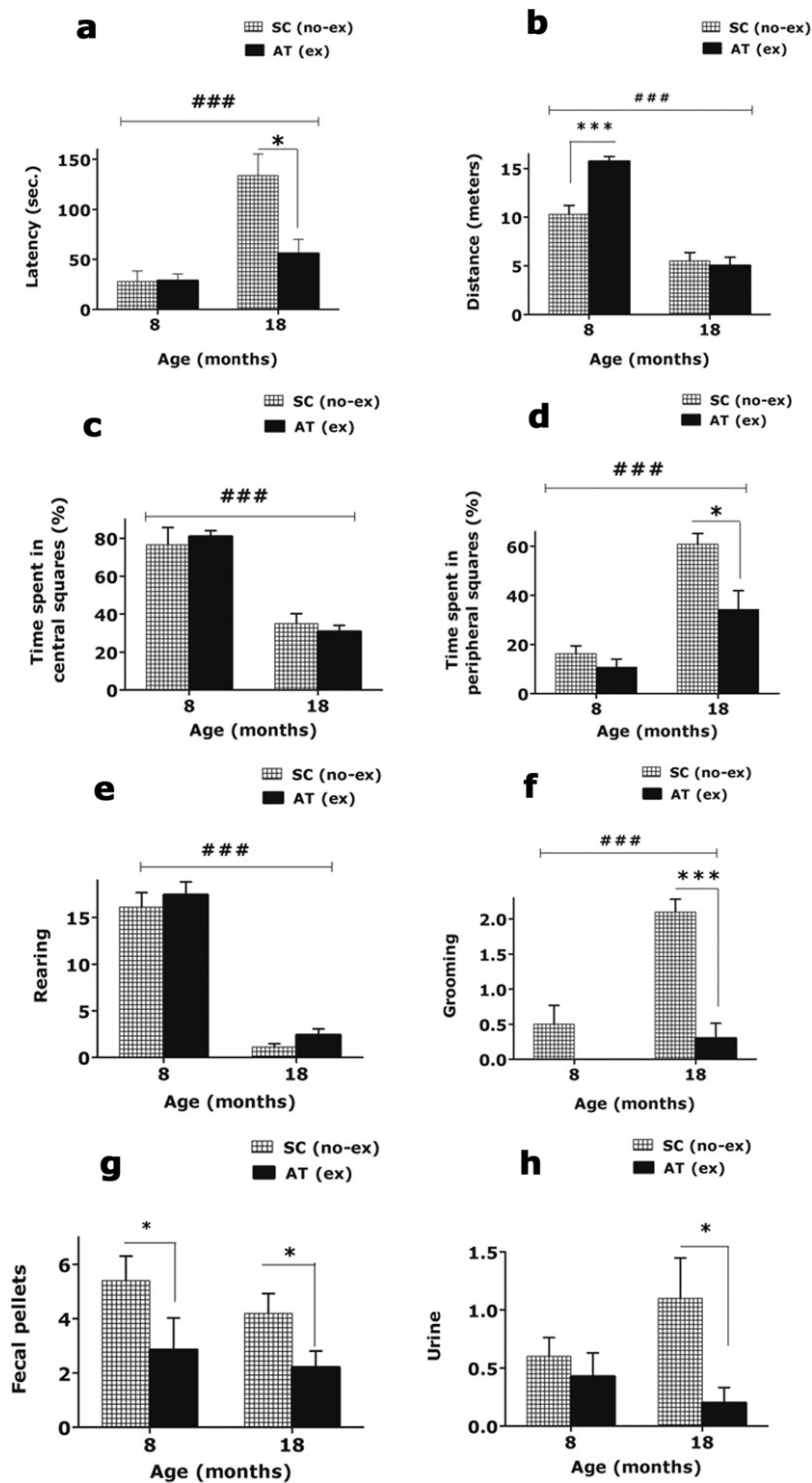 a
SC (no-ex)
AT (ex)
###
*
Latency (sec.)
150
100
50
0
8
18
Age (months)
b
SC (no-ex)
AT (ex)
###
***
Distance (meters)
15
10
5
0
8
18
Age (months)
c
SC (no-ex)
AT (ex)
###
Time spent in
central squares (%)
80
60
40
20
0
8
18
Age (months)
d
SC (no-ex)
AT (ex)
###
*
Time spent in
peripheral squares (%)
60
40
20
0
8
18
Age (months)
e
SC (no-ex)
AT (ex)
###
Rearing
15
10
5
0
8
18
Age (months)
f
SC (no-ex)
AT (ex)
###
***
Grooming
2.0
1.5
1.0
0.5
0.0
8
18
Age (months)
g
SC (no-ex)
AT (ex)
*
*
Fecal pellets
6
4
2
0
8
18
Age (months)
h
SC (no-ex)
AT (ex)
*
Urine
1.5
1.0
0.5
0.0
8
18
Age (months)